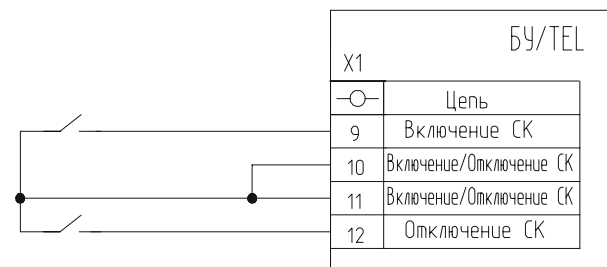 БУ/TEL
X1
Цепь
9 Включение СК
10 Включение/Отключение СК
11 Включение/Отключение СК
12 Отключение СК